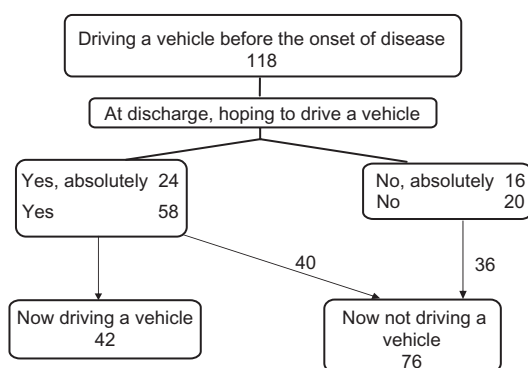 Driving a vehicle before the onset of disease
118
At discharge, hoping to drive a vehicle
Yes, absolutely 24
Yes 58
No, absolutely 16
No 20
40
36
Now driving a vehicle
42
Now not driving a
vehicle
76